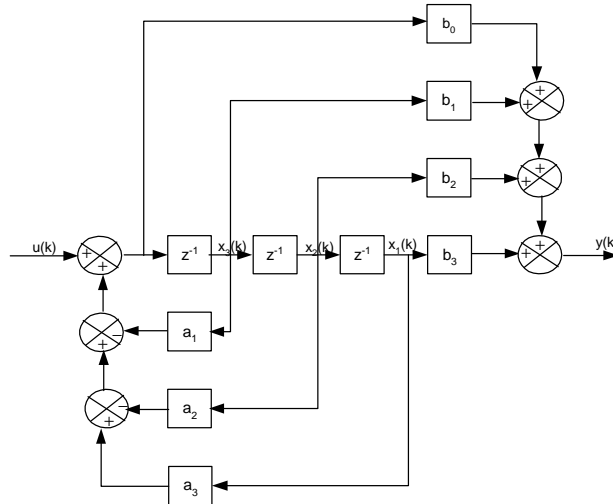 b0
+
+
b1
+
+
b2
+
+
u(k)
+
+
z-1
x3(k)
z-1
x2(k)
z-1
x1(k)
b3
+
+
y(k
−
+
a1
−
+
a2
a3